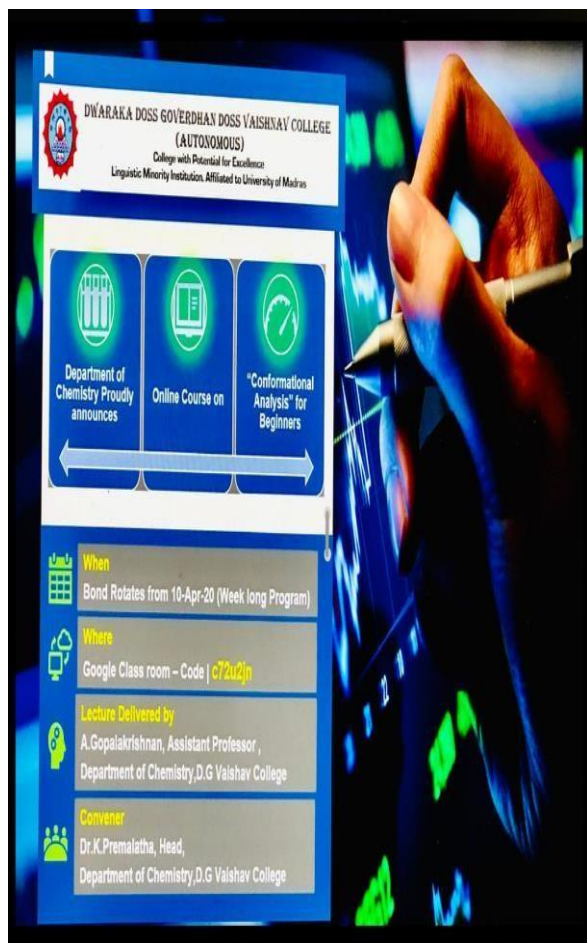 DWARAKA DOSS GOVERDHAN DOSS VAISHNAV COLLEGE
(AUTONOMOUS)
College with Potential for Excellence
Linguistic Minority Institution. Affiliated to University of Madras
Department of
Chemistry Proudly
announces
Online Course on
"Conformational
Analysis" for
Beginners
When
Bond Rotates from 10-Apr-20 (Week long Program)
Where
Google Class room – Code | c72u2jn
Lecture Delivered by
A.Gopalakrishnan, Assistant Professor ,
Department of Chemistry,D.G Vaishav College
Convener
Dr.K.Premalatha, Head,
Department of Chemistry,D.G Vaishav College